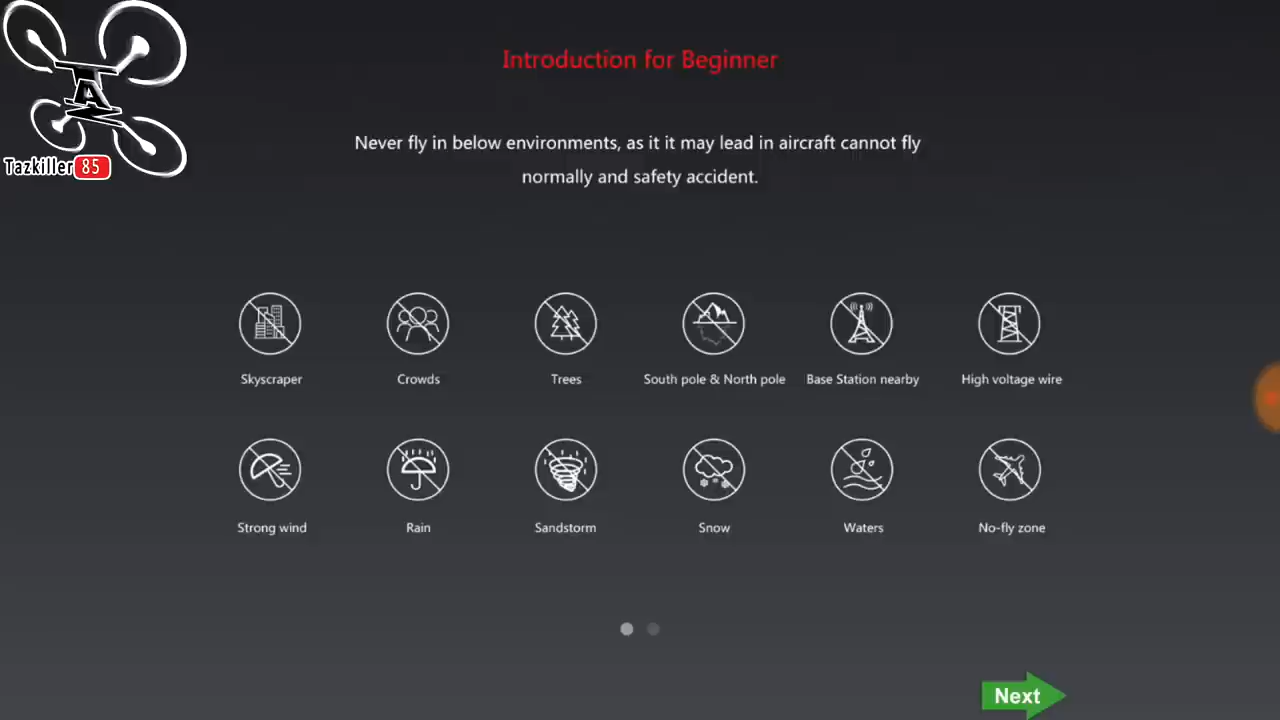 Introduction for Beginner
Never fly in below environments, as it it may lead in aircraft cannot fly
normally and safety accident.
TAZ
Tazkiller 85
Skyscraper
Crowds
Trees
South pole & North pole
Base Station nearby
High voltage wire
Strong wind
Rain
Sandstorm
Snow
Waters
No-fly zone
Next